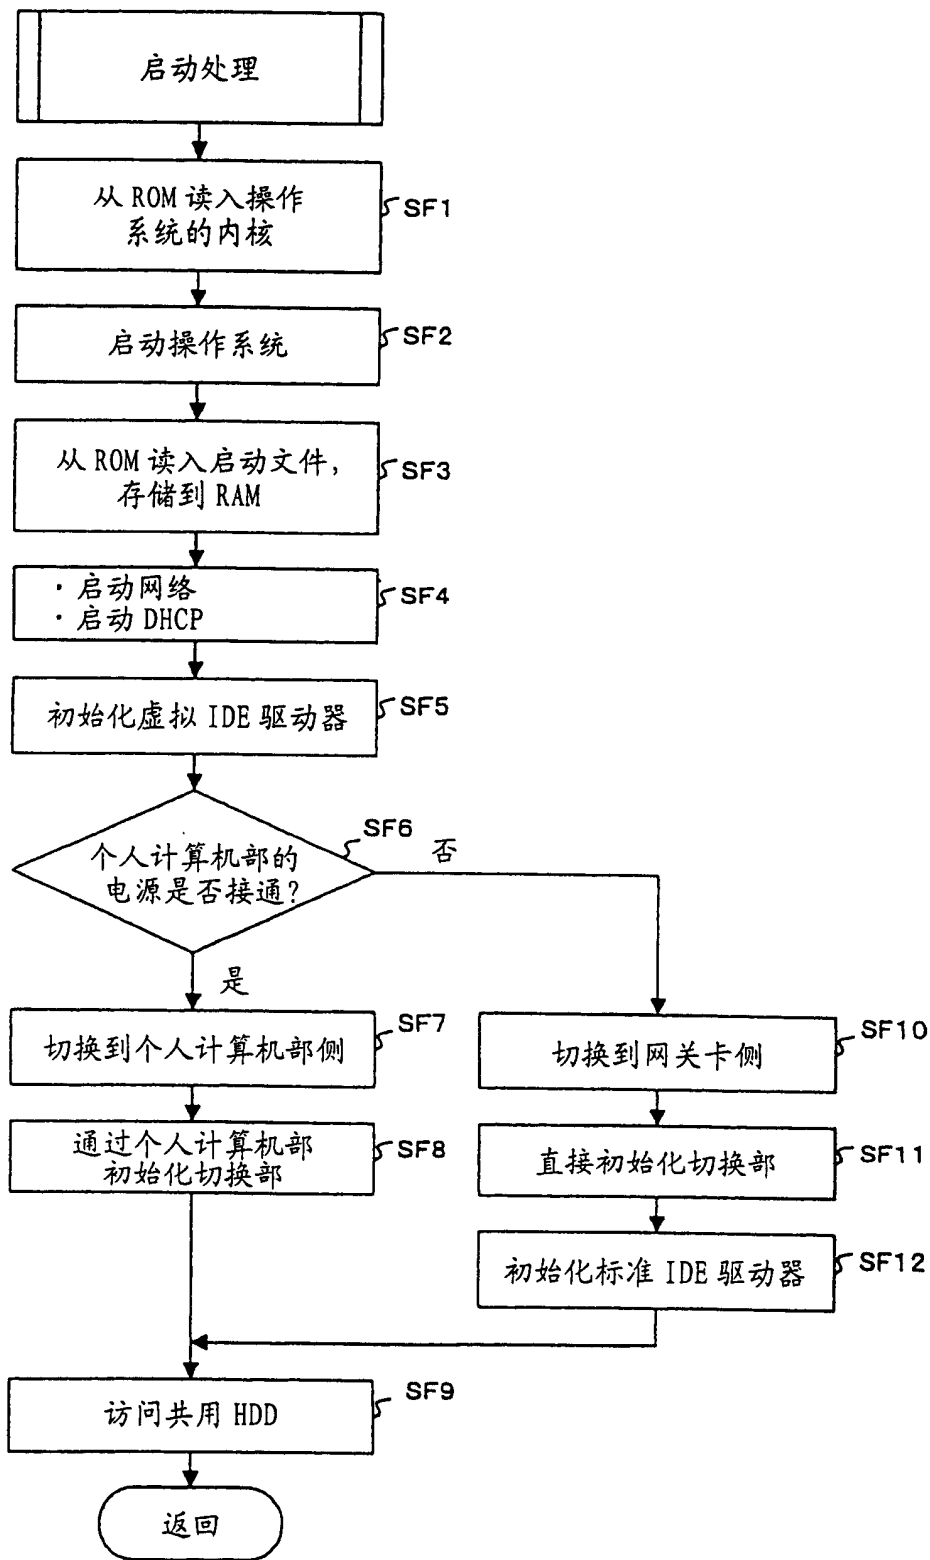 启动处理
从 ROM 读入操作
系统的内核
SF1
启动操作系统
SF2
从 ROM 读入启动文件,
存储到 RAM
SF3
· 启动网络
· 启动 DHCP
SF4
初始化虚拟 IDE 驱动器
SF5
个人计算机部的
电源是否接通?
SF6
否
是
切换到个人计算机部侧
SF7
通过个人计算机部
初始化切换部
SF8
切换到网关卡侧
SF10
直接初始化切换部
SF11
初始化标准 IDE 驱动器
SF12
访问共用 HDD
SF9
返回